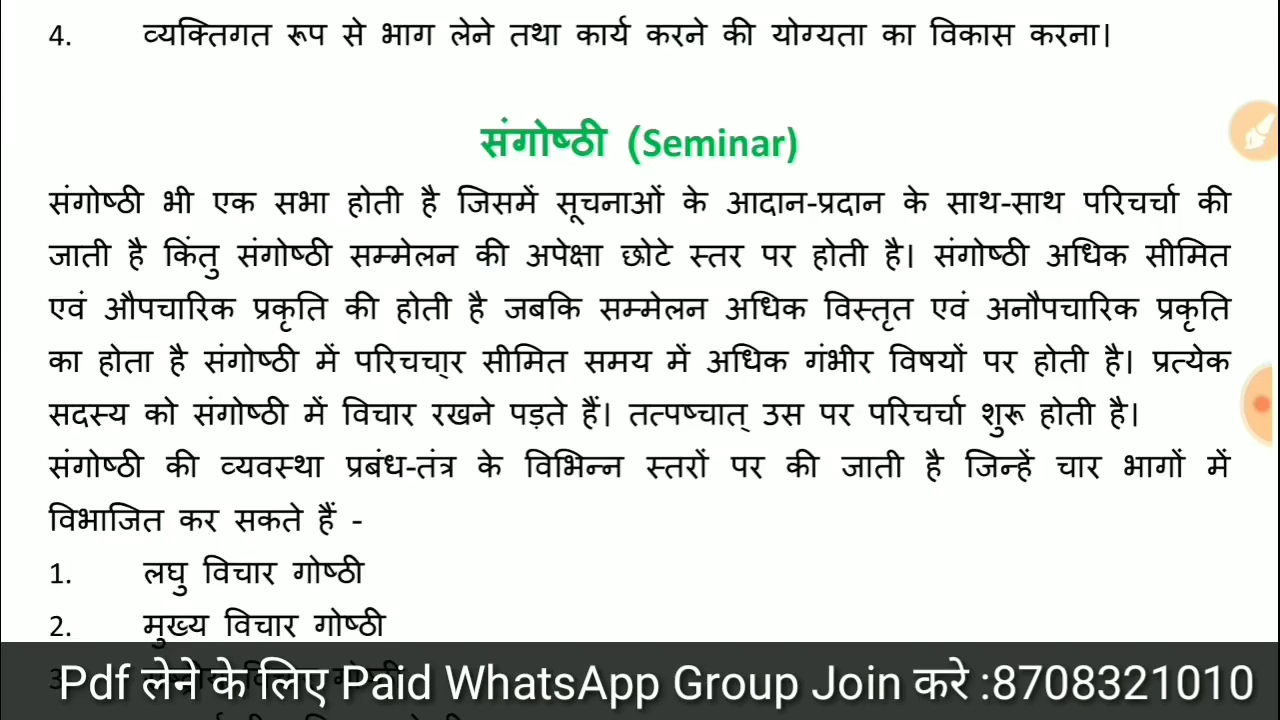 4. व्यक्तिगत रूप से भाग लेने तथा कार्य करने की योग्यता का विकास करना।
संगोष्ठी (Seminar)
संगोष्ठी भी एक सभा होती है जिसमें सूचनाओं के आदान-प्रदान के साथ-साथ परिचर्चा की
जाती है किंतु संगोष्ठी सम्मेलन की अपेक्षा छोटे स्तर पर होती है। संगोष्ठी अधिक सीमित
एवं औपचारिक प्रकृति की होती है जबकि सम्मेलन अधिक विस्तृत एवं अनौपचारिक प्रकृति
का होता है संगोष्ठी में परिचचा्र सीमित समय में अधिक गंभीर विषयों पर होती है। प्रत्येक
सदस्य को संगोष्ठी में विचार रखने पड़ते हैं। तत्पष्चात् उस पर परिचर्चा शुरू होती है।
संगोष्ठी की व्यवस्था प्रबंध-तंत्र के विभिन्न स्तरों पर की जाती है जिन्हें चार भागों में
विभाजित कर सकते हैं -
1. लघु विचार गोष्ठी
2. मुख्य विचार गोष्ठी
Pdf लेने के लिए Paid WhatsApp Group Join करे :8708321010